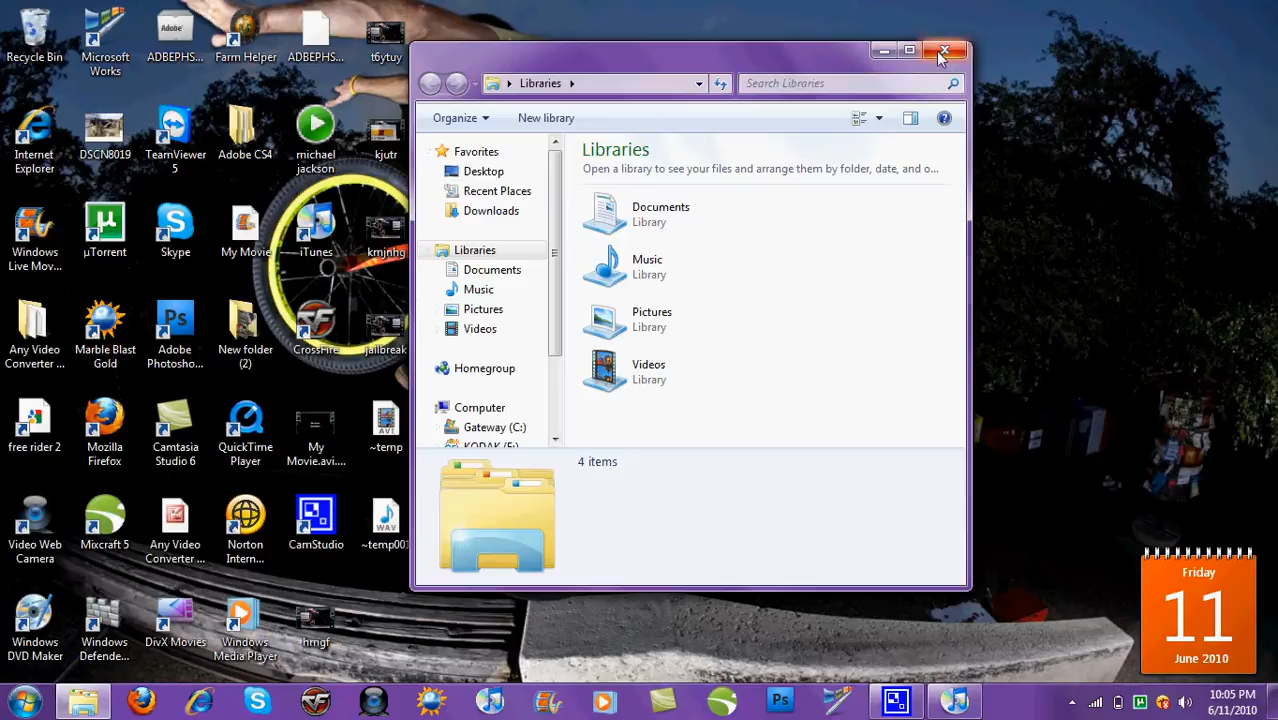 Recycle Bin
Microsoft
Works
Adobe
ADBEPHS...
Farm Helper
ADBEPHS...
t6ytuy
Internet
Explorer
DSCN8019
TeamViewer
5
Adobe CS4
michael
jackson
kjutr
Windows
Live Mov...
µTorrent
Skype
My Movie
iTunes
kmjnhg
Any Video
Converter ...
Marble Blast
Gold
Adobe
Photosho...
New folder
(2)
CrossFire
jailbreak
free rider 2
Mozilla
Firefox
Camtasia
Studio 6
QuickTime
Player
My
Movie.avi....
AVI
~temp
Video Web
Camera
Mixcraft 5
Any Video
Converter ...
Norton
Intern...
CamStudio
WAV
~temp001
Windows
DVD Maker
Windows
Defende...
DivX Movies
Windows
Media Player
hmgf
Libraries
Search Libraries
Organize
New library
Favorites
Desktop
Recent Places
Downloads
Libraries
Documents
Music
Pictures
Videos
Homegroup
Computer
Gateway (C:)
KODAK (F:)
Libraries
Open a library to see your files and arrange them by folder, date, and o...
Documents
Library
Music
Library
Pictures
Library
Videos
Library
4 items
Friday
11
June 2010
Ps
10:05 PM
6/11/2010